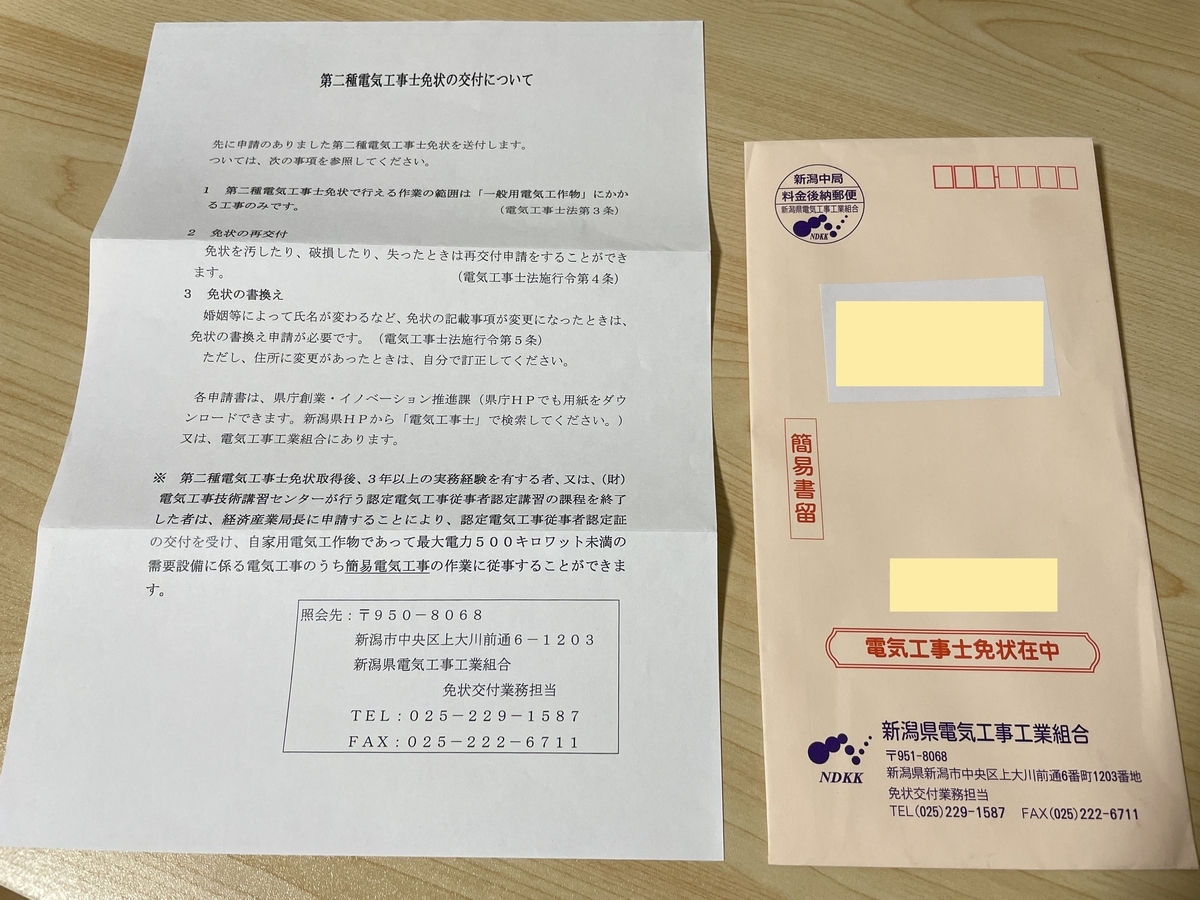 第二種電気工事士免状の交付について
先に申請のありました第二種電気工事士免状を送付します。
ついては、次の事項を参照してください。
1　第二種電気工事士免状で行える作業の範囲は「一般用電気工作物」にかか
る工事のみです。　（電気工事士法第３条）
2　免状の再交付
免状を汚したり、破損したり、失ったときは再交付申請をすることができ
ます。　（電気工事士法施行令第４条）
3　免状の書換え
婚姻等によって氏名が変わるなど、免状の記載事項が変更になったときは、
免状の書換え申請が必要です。（電気工事士法施行令第５条）
ただし、住所に変更があったときは、自分で訂正してください。
各申請書は、県庁創業・イノベーション推進課（県庁ＨＰでも用紙をダウ
ンロードできます。新潟県ＨＰから「電気工事士」で検索してください。）
又は、電気工事工業組合にあります。
※　第二種電気工事士免状取得後、３年以上の実務経験を有する者、又は、（財）
電気工事技術講習センターが行う認定電気工事従事者認定講習の課程を終了
した者は、経済産業局長に申請することにより、認定電気工事従事者認定証
の交付を受け、自家用電気工作物であって最大電力５００キロワット未満の
需要設備に係る電気工事のうち簡易電気工事の作業に従事することができま
す。
照会先：〒９５０－８０６８
新潟市中央区上大川前通６－１２０３
新潟県電気工事工業組合
免状交付業務担当
ＴＥＬ：０２５－２２９－１５８７
ＦＡＸ：０２５－２２２－６７１１
新潟中局
料金後納郵便
新潟県電気工事工業組合
NDKK
簡易書留
電気工事士免状在中
NDKK
新潟県電気工事工業組合
〒951-8068
新潟県新潟市中央区上大川前通6番町1203番地
免状交付業務担当
TEL(025)229-1587　FAX(025)222-6711